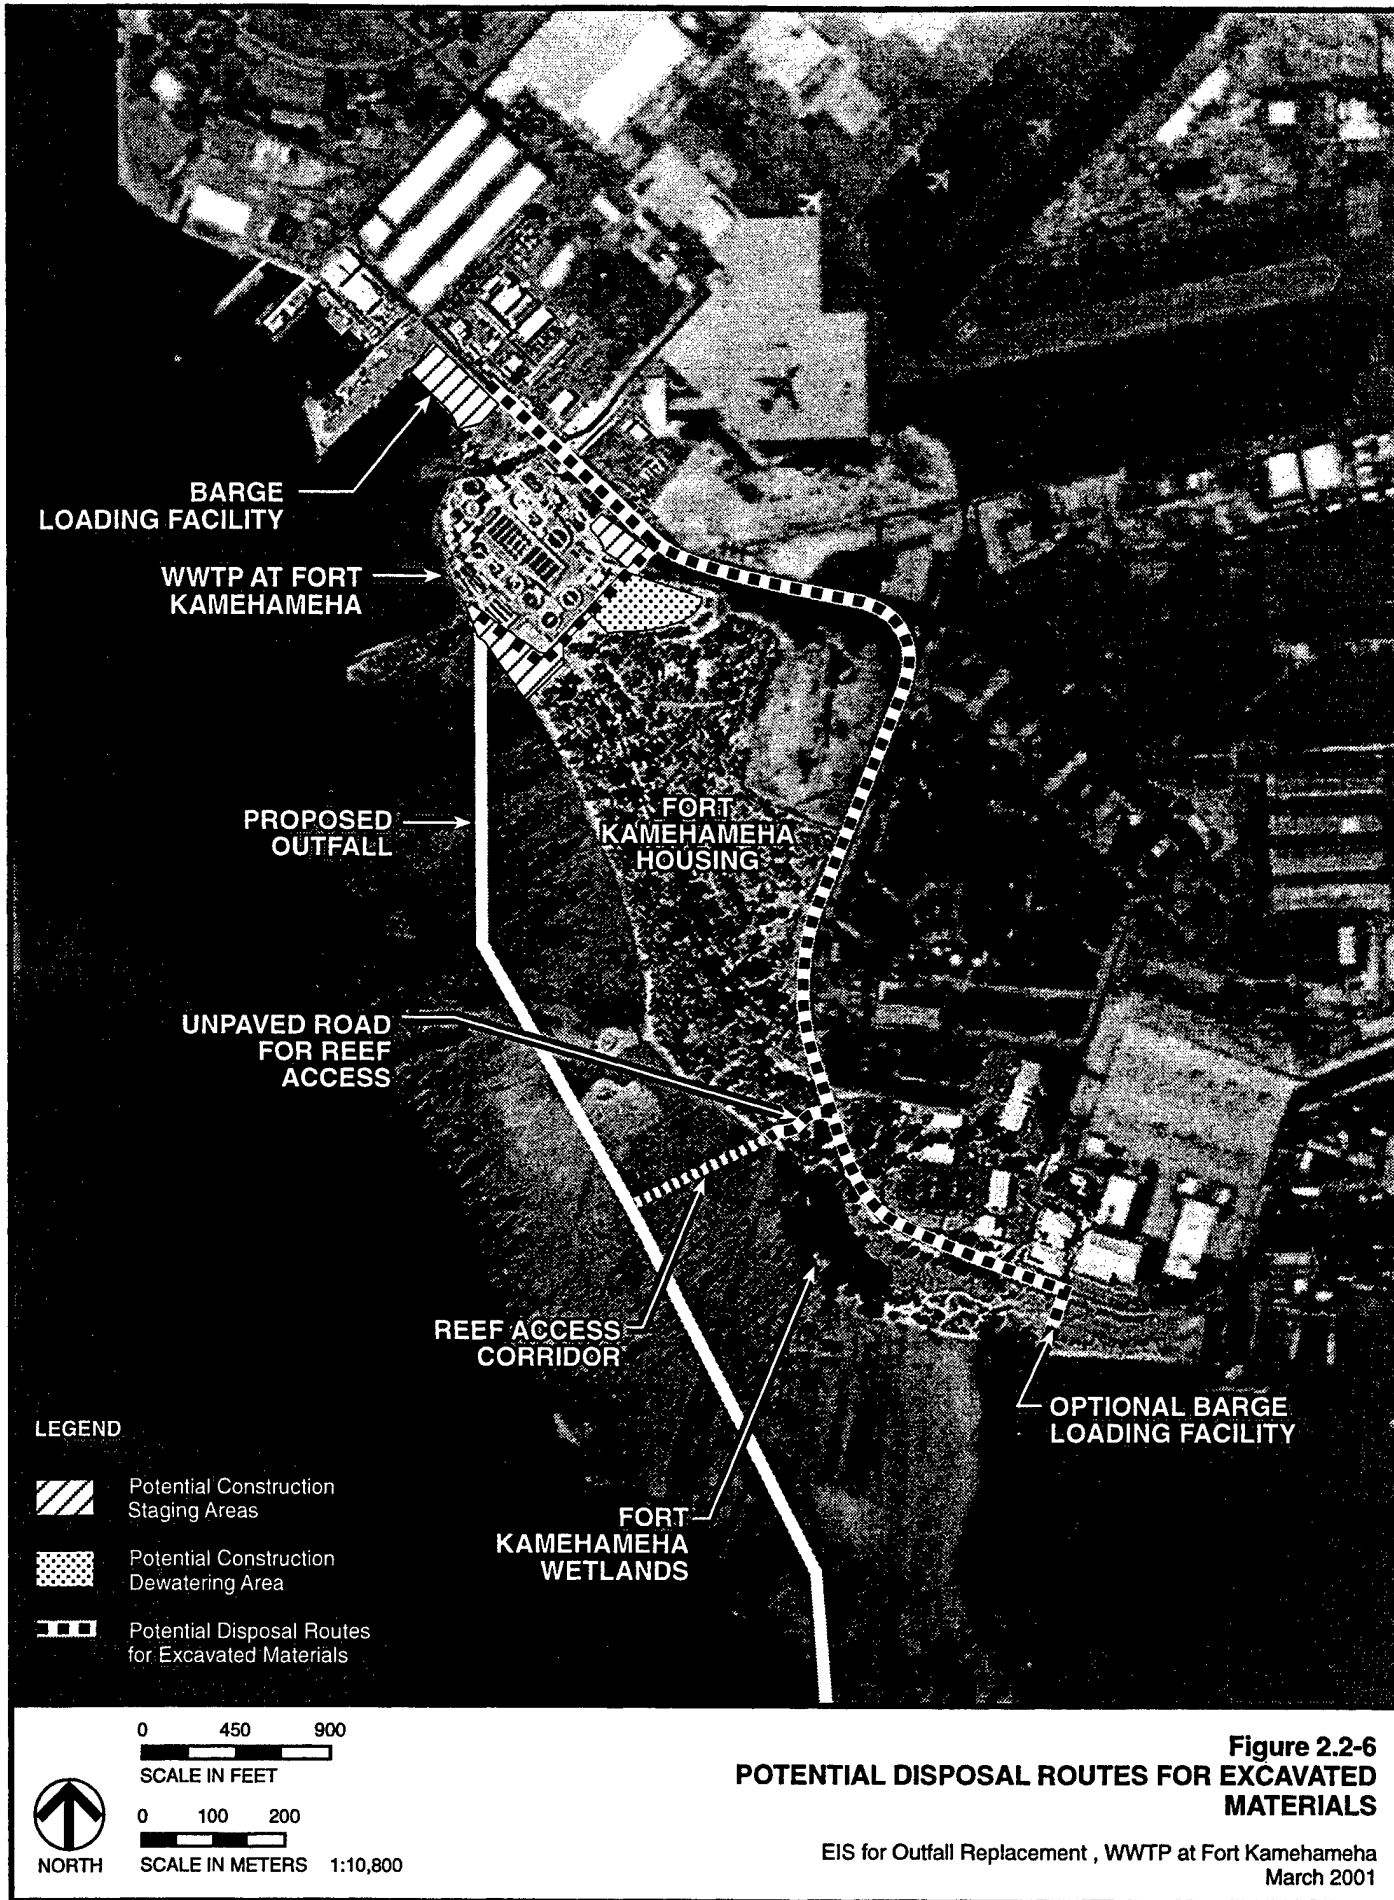 BARGE
LOADING FACILITY
WWTP AT FORT
KAMEHAMEHA
PROPOSED
OUTFALL
FORT
KAMEHAMEHA
HOUSING
UNPAVED ROAD
FOR REEF
ACCESS
REEF ACCESS
CORRIDOR
OPTIONAL BARGE
LOADING FACILITY
FORT
KAMEHAMEHA
WETLANDS
LEGEND
Potential Construction
Staging Areas
Potential Construction
Dewatering Area
Potential Disposal Routes
for Excavated Materials
0 450 900
SCALE IN FEET
0 100 200
SCALE IN METERS 1:10,800
NORTH
Figure 2.2-6
POTENTIAL DISPOSAL ROUTES FOR EXCAVATED
MATERIALS
EIS for Outfall Replacement , WWTP at Fort Kamehameha
March 2001